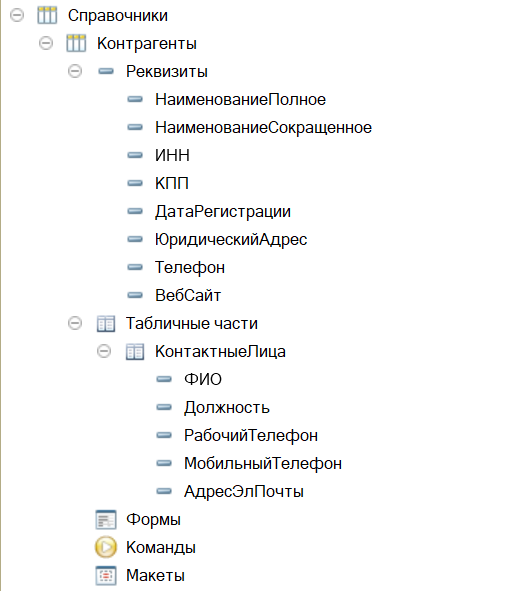 Справочники
Контрагенты
Реквизиты
НаименованиеПолное
НаименованиеСокращенное
ИНН
КПП
ДатаРегистрации
ЮридическийАдрес
Телефон
ВебСайт
Табличные части
КонтактныеЛица
ФИО
Должность
РабочийТелефон
МобильныйТелефон
АдресЭлПочты
Формы
Команды
Макеты